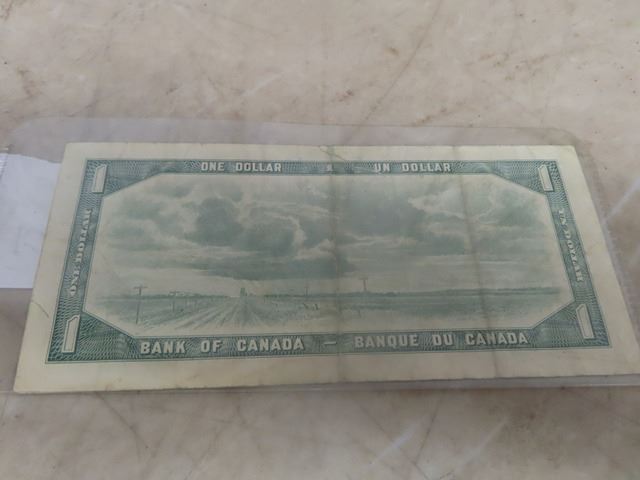 ONE DOLLAR UN DOLLAR
1 1
ONE DOLLAR
UN DOLLAR
1 1
BANK OF CANADA – BANQUE DU CANADA